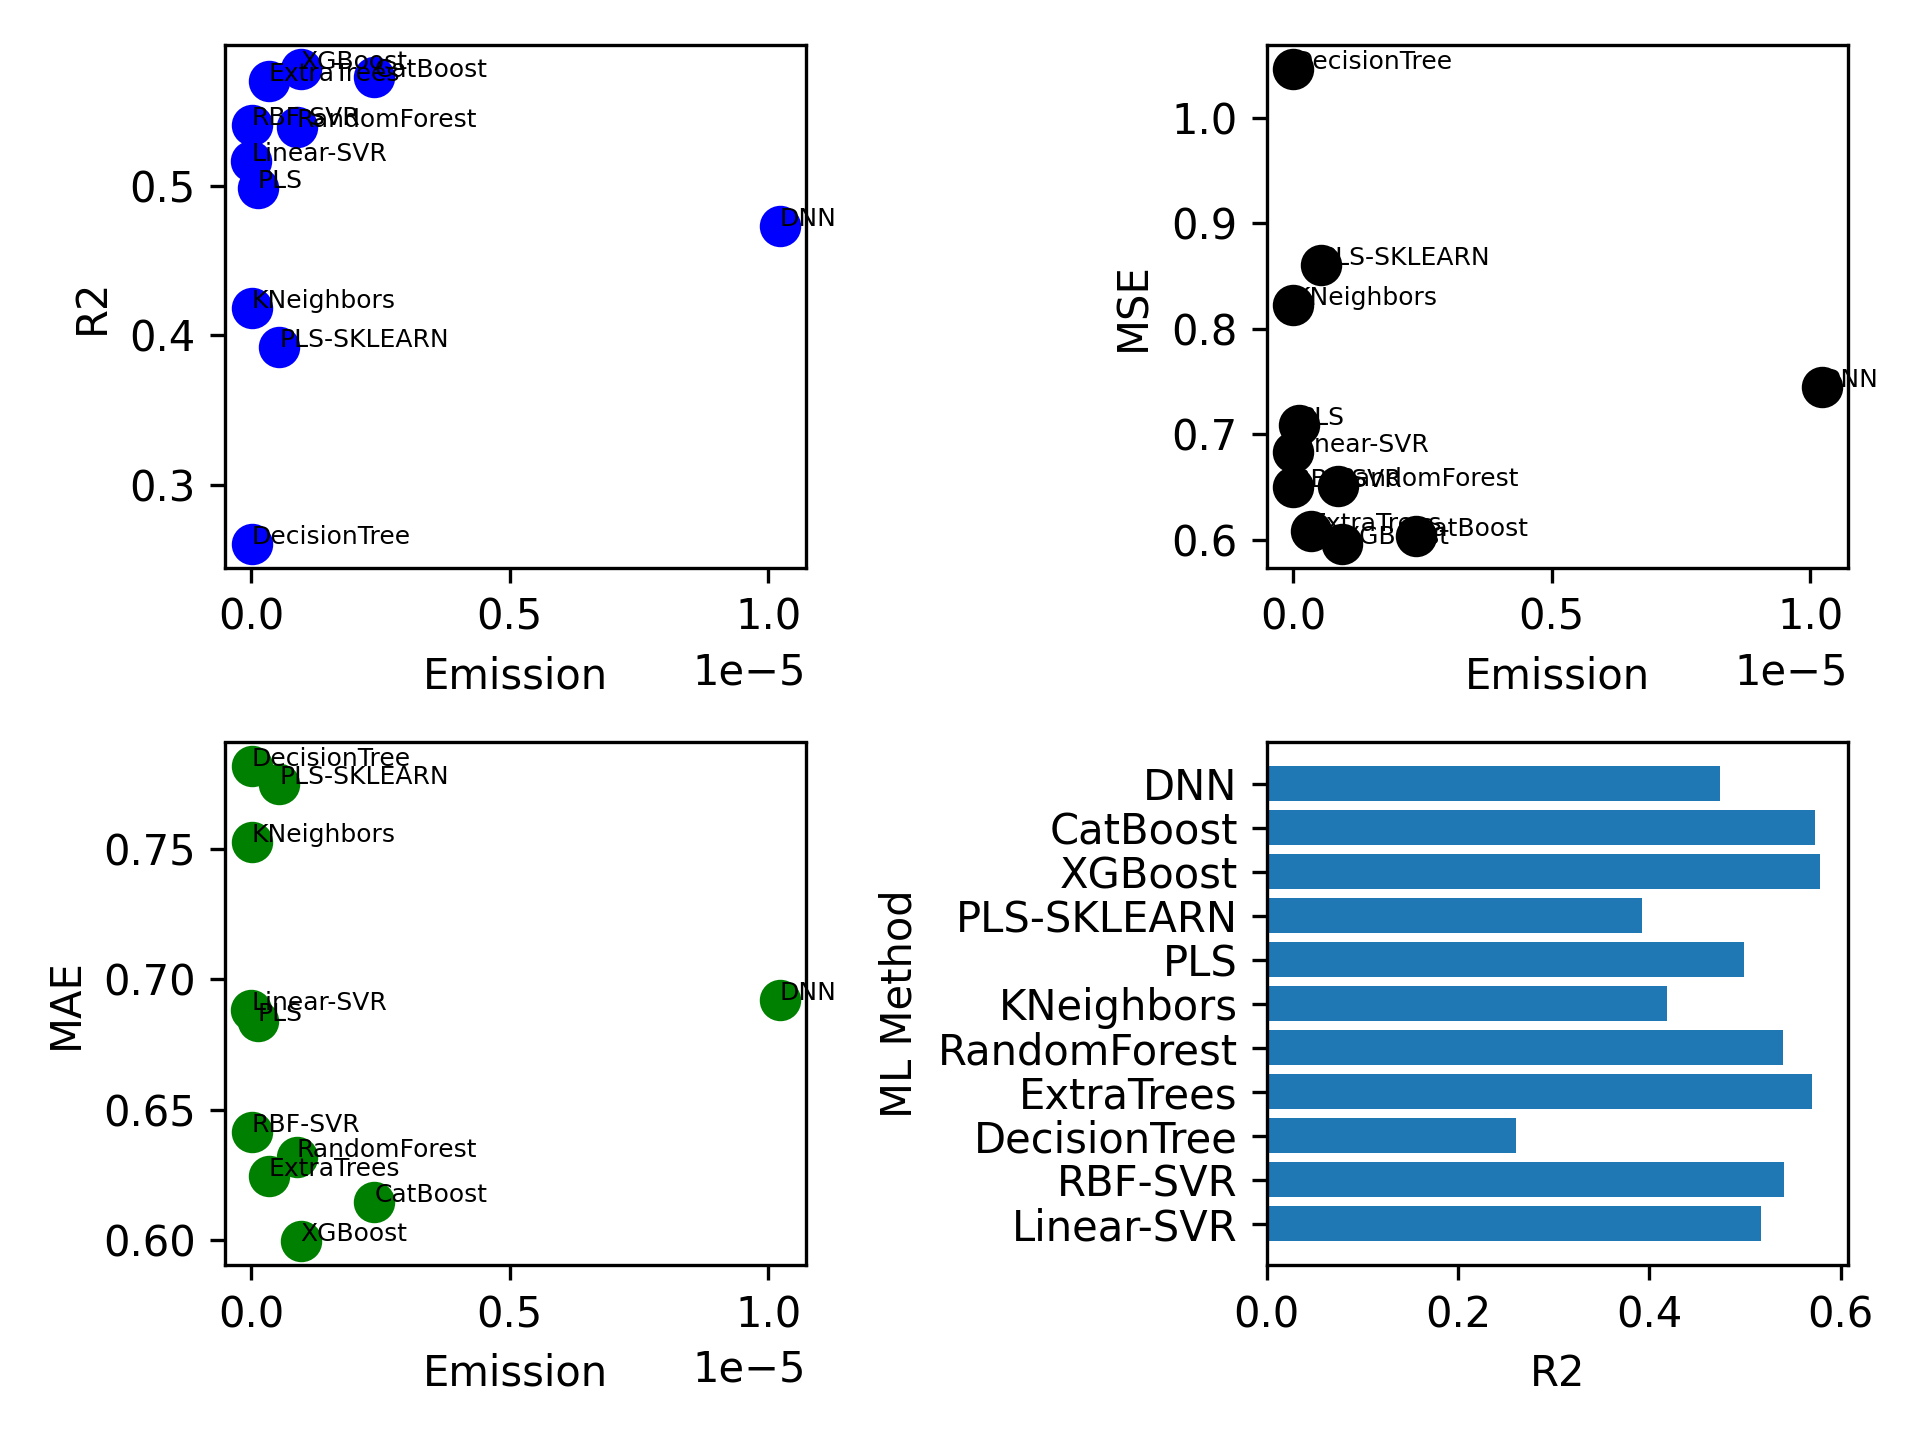 R2
0.5
0.4
0.3
XGBoost
ExtraTrees
CatBoost
RBF-SVR
RandomForest
Linear-SVR
PLS
DNN
KNeighbors
PLS-SKLEARN
DecisionTree
0.0 0.5 1.0
Emission 1e−5
MSE
1.0
0.9
0.8
0.7
0.6
DecisionTree
PLS-SKLEARN
KNeighbors
DNN
PLS
Linear-SVR
RBF-SVR
RandomForest
ExtraTrees
CatBoost
XGBoost
0.0 0.5 1.0
Emission 1e−5
MAE
0.75
0.70
0.65
0.60
DecisionTree
PLS-SKLEARN
KNeighbors
Linear-SVR
PLS
DNN
RBF-SVR
RandomForest
ExtraTrees
CatBoost
XGBoost
0.0 0.5 1.0
Emission 1e−5
ML Method
DNN
CatBoost
XGBoost
PLS-SKLEARN
PLS
KNeighbors
RandomForest
ExtraTrees
DecisionTree
RBF-SVR
Linear-SVR
0.0 0.2 0.4 0.6
R2